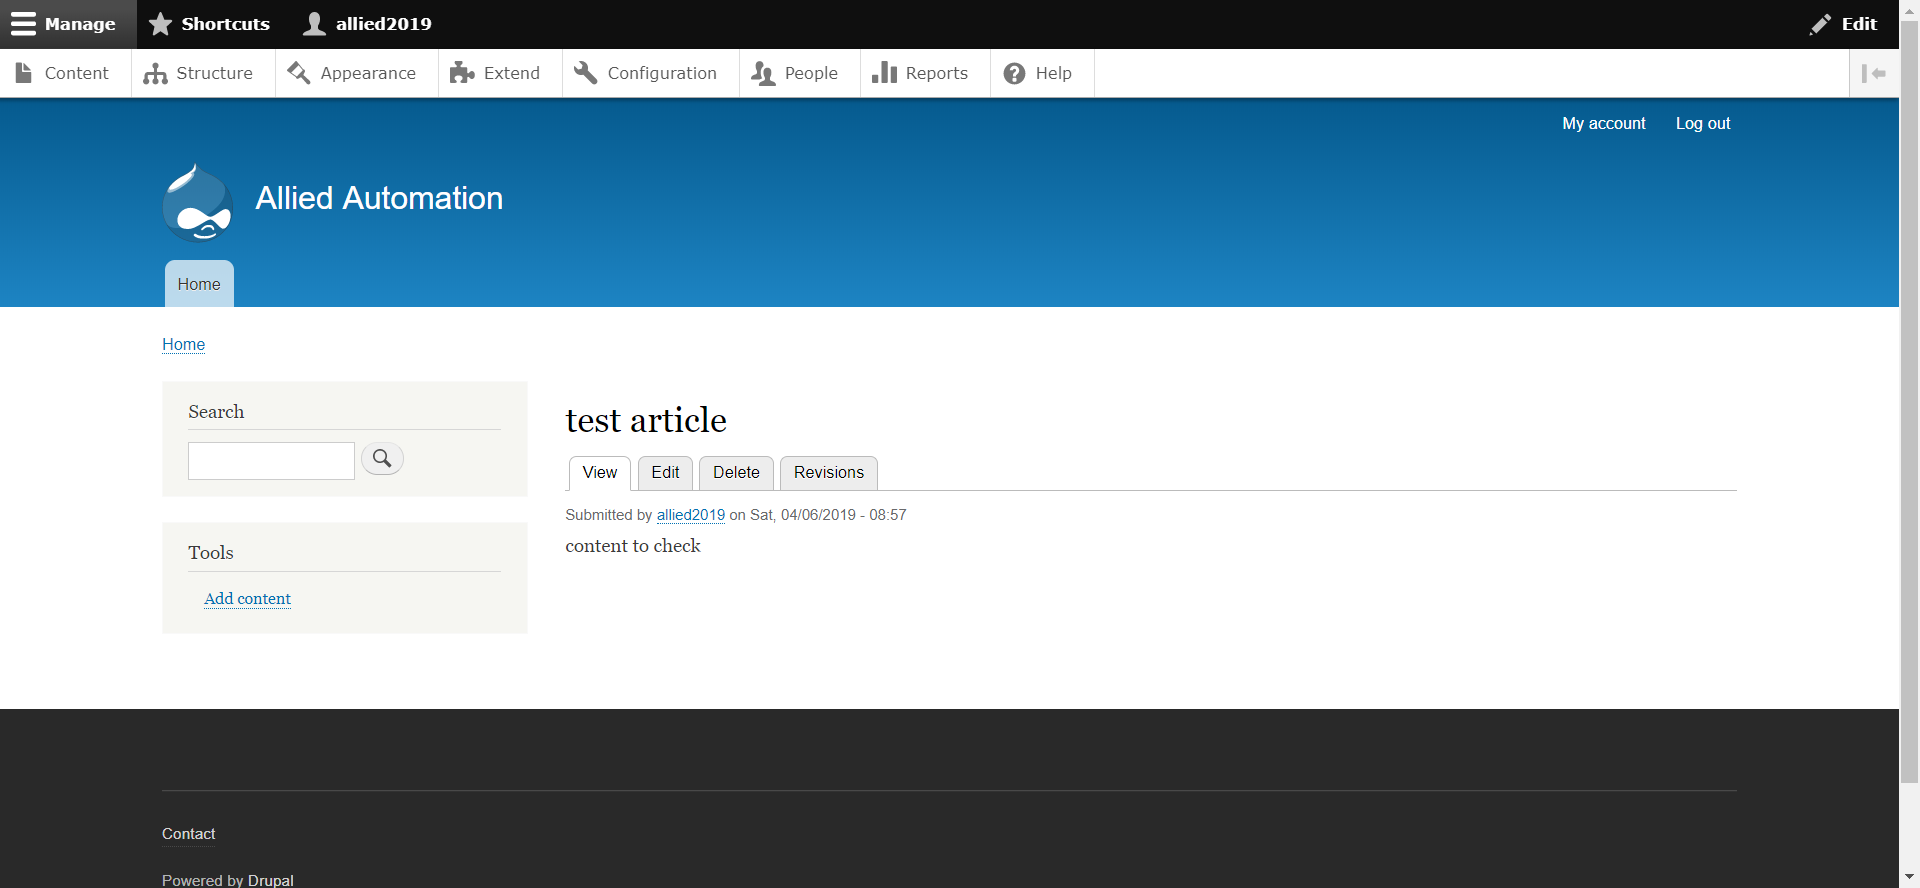 Manage Shortcuts allied2019 Edit
Content Structure Appearance Extend Configuration People Reports Help
My account Log out
Allied Automation
Home
Home
Search
test article
View Edit Delete Revisions
Submitted by allied2019 on Sat, 04/06/2019 - 08:57
content to check
Tools
Add content
Contact
Powered by Drupal